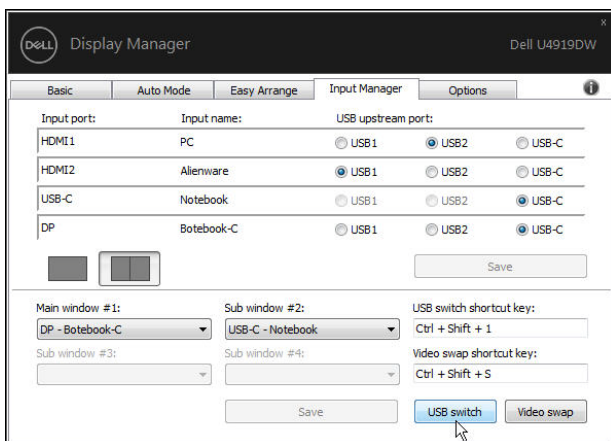 DELL Display Manager Dell U4919DW
x
Basic Auto Mode Easy Arrange Input Manager Options i
Input port: Input name: USB upstream port:
HDMI1 PC USB1 USB2 USB-C
HDMI2 Alienware USB1 USB2 USB-C
USB-C Notebook USB1 USB2 USB-C
DP Botebook-C USB1 USB2 USB-C
Save
Main window #1: Sub window #2: USB switch shortcut key:
DP - Botebook-C USB-C - Notebook Ctrl + Shift + 1
Sub window #3: Sub window #4: Video swap shortcut key:
Ctrl + Shift + S
Save USB switch Video swap